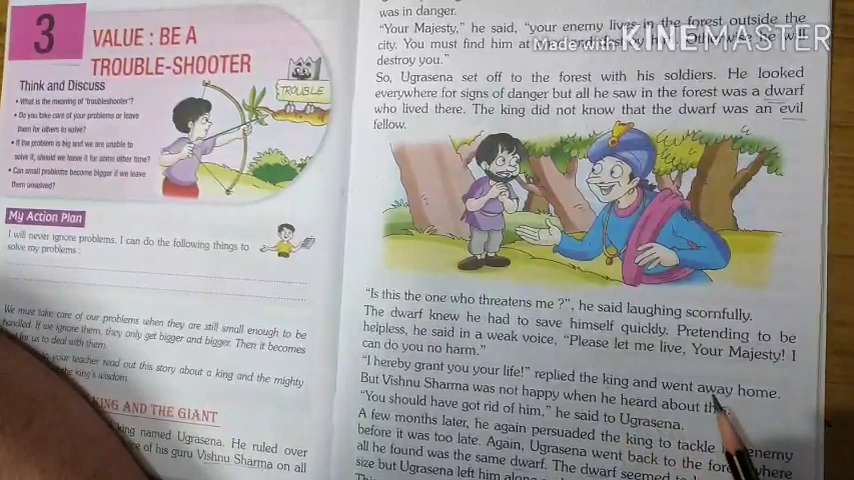 3
VALUE : BE A
TROUBLE-SHOOTER
Think and Discuss
• What is the meaning of 'troubleshooter'?
• Do you take care of your problems or leave
them for others to solve?
• If the problem is big and we are unable to
solve it, should we leave it for some other time?
• Can small problems become bigger if we leave
them unsolved?
TROUBLE
My Action Plan
I will never ignore problems. I can do the following things to
solve my problems :
We must take care of our problems when they are still small enough to be
handled. If we ignore them, they only get bigger and bigger. Then it becomes
for us to deal with them.
your teacher read out this story about a king and the mighty
the king's wisdom.
KING AND THE GIANT
king named Ugrasena. He ruled over
of his guru Vishnu Sharma on all
was in danger.
"Your Majesty," he said, "your enemy lives in the forest outside the
city. You must find him at will
destroy you."
So, Ugrasena set off to the forest with his soldiers. He looked
everywhere for signs of danger but all he saw in the forest was a dwarf
who lived there. The king did not know that the dwarf was an evil
fellow.
Made with KINEMASTER
"Is this the one who threatens me ?", he said laughing scornfully.
The dwarf knew he had to save himself quickly. Pretending to be
helpless, he said in a weak voice, "Please let me live, Your Majesty! I
can do you no harm."
"I hereby grant you your life!" replied the king and went away home.
But Vishnu Sharma was not happy when he heard about
"You should have got rid of him," he said to Ugrasena.
A few months later, he again persuaded the king to tackle enemy
before it was too late. Again, Ugrasena went back to the where
all he found was the same dwarf. The dwarf seemed
size but Ugrasena left him